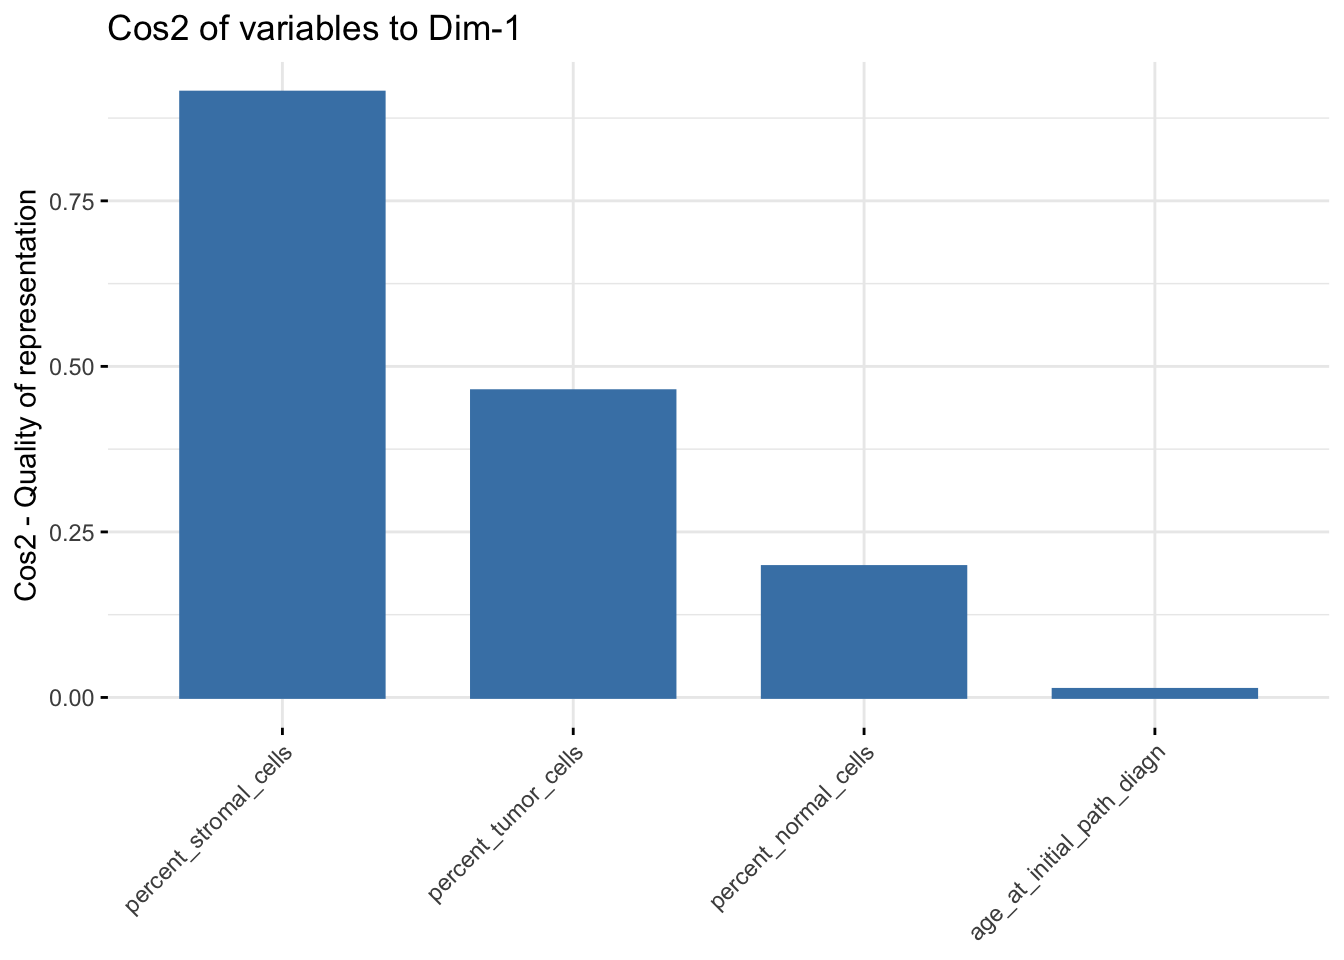 Cos2 of variables to Dim-1
Cos2 - Quality of representation
0.75
0.50
0.25
0.00
percent_stromal_cells
percent_tumor_cells
percent_normal_cells
age_at_initial_path_diagn